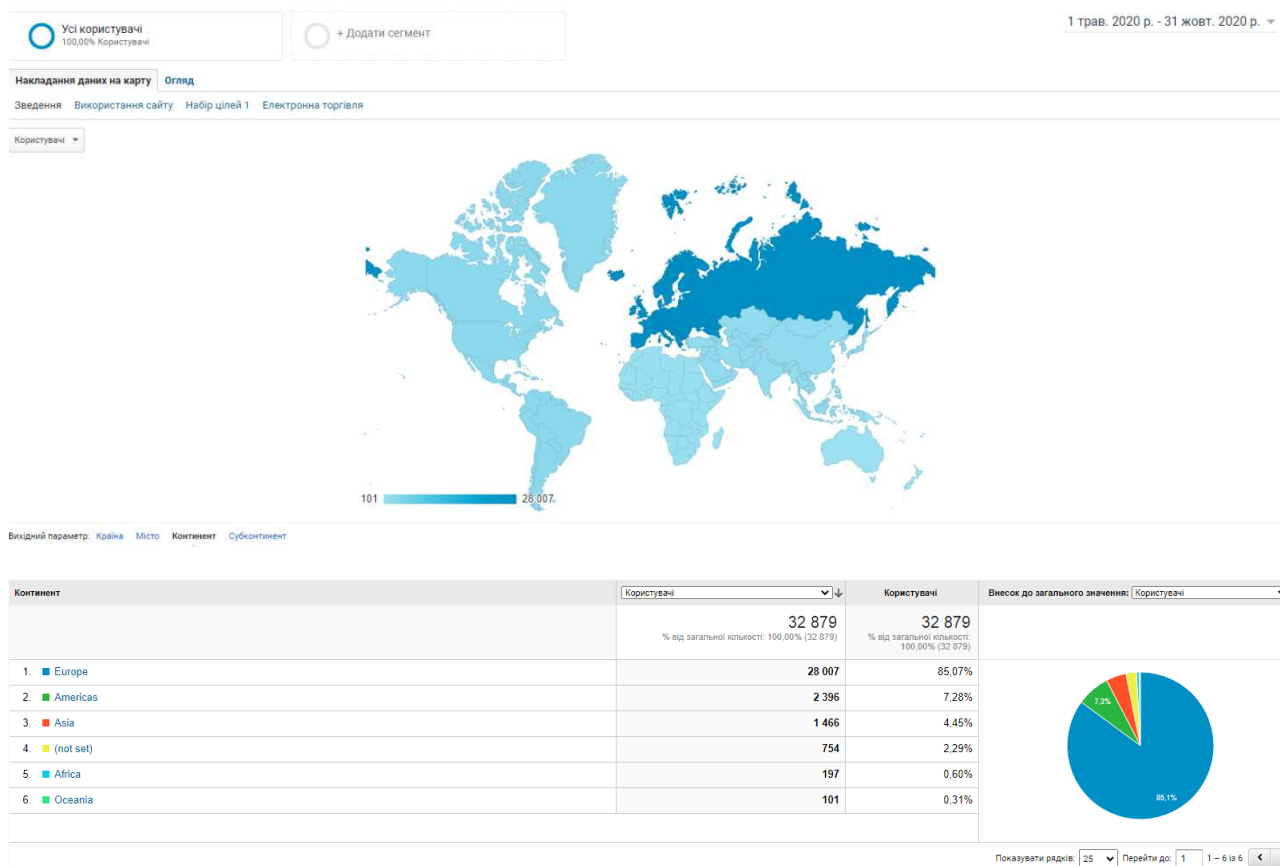 Усі користувачі
100,00% Користувачі
+ Додати сегмент
1 трав. 2020 р. - 31 жовт. 2020 р.
Накладання даних на карту Огляд
Зведення Використання сайту Набір цілей 1 Електронна торгівля
Користувачі
101 28 007
Вихідний параметр: Країна Місто Континент Субконтинент
Континент Користувачі Користувачі Внесок до загального значення: Користувачі
32 879 32 879
% від загальної кількості: 100,00% (32 879) % від загальної кількості:
100,00% (32 879)
1. Europe 28 007 85,07%
2. Americas 2 396 7,28%
3. Asia 1 466 4,45%
4. (not set) 754 2,29%
5. Africa 197 0,60%
6. Oceania 101 0,31%
7,3%
85,1%
Показувати рядків: 25 Перейти до: 1 1 – 6 із 6